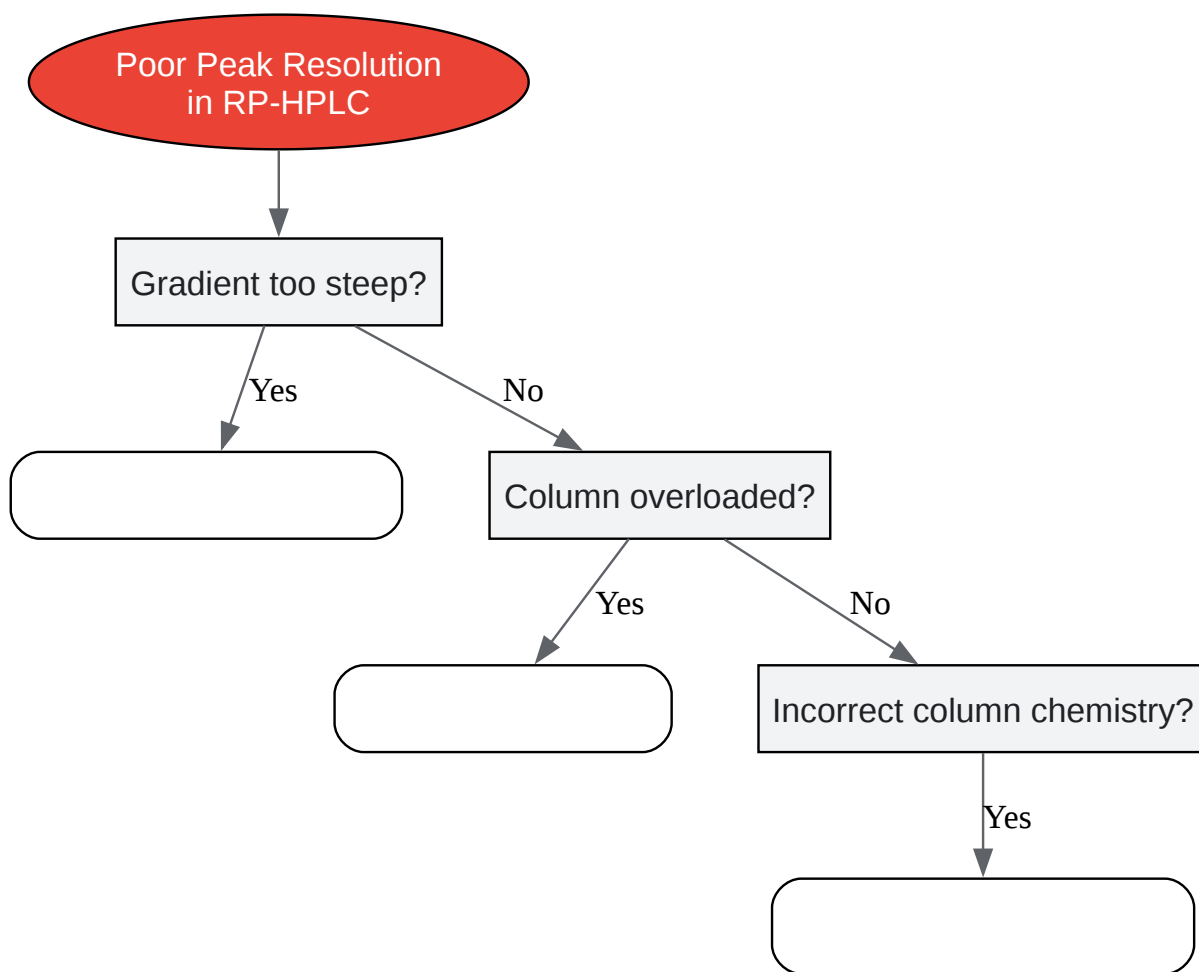 Poor Peak Resolution
in RP-HPLC
Gradient too steep?
Yes
No
Column overloaded?
Yes
No
Incorrect column chemistry?
Yes